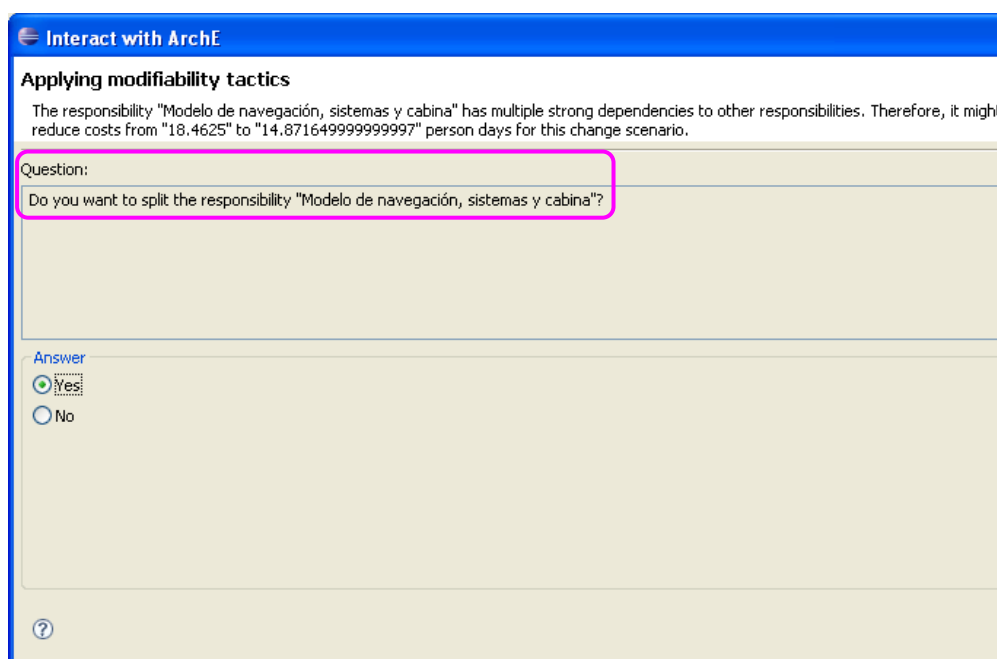 Interact with ArchE
Applying modifiability tactics
The responsibility "Modelo de navegación, sistemas y cabina" has multiple strong dependencies to other responsibilities. Therefore, it might
reduce costs from "18.4625" to "14.871649999999997" person days for this change scenario.
Question:
Do you want to split the responsibility "Modelo de navegación, sistemas y cabina"?
Answer
Yes
No
?